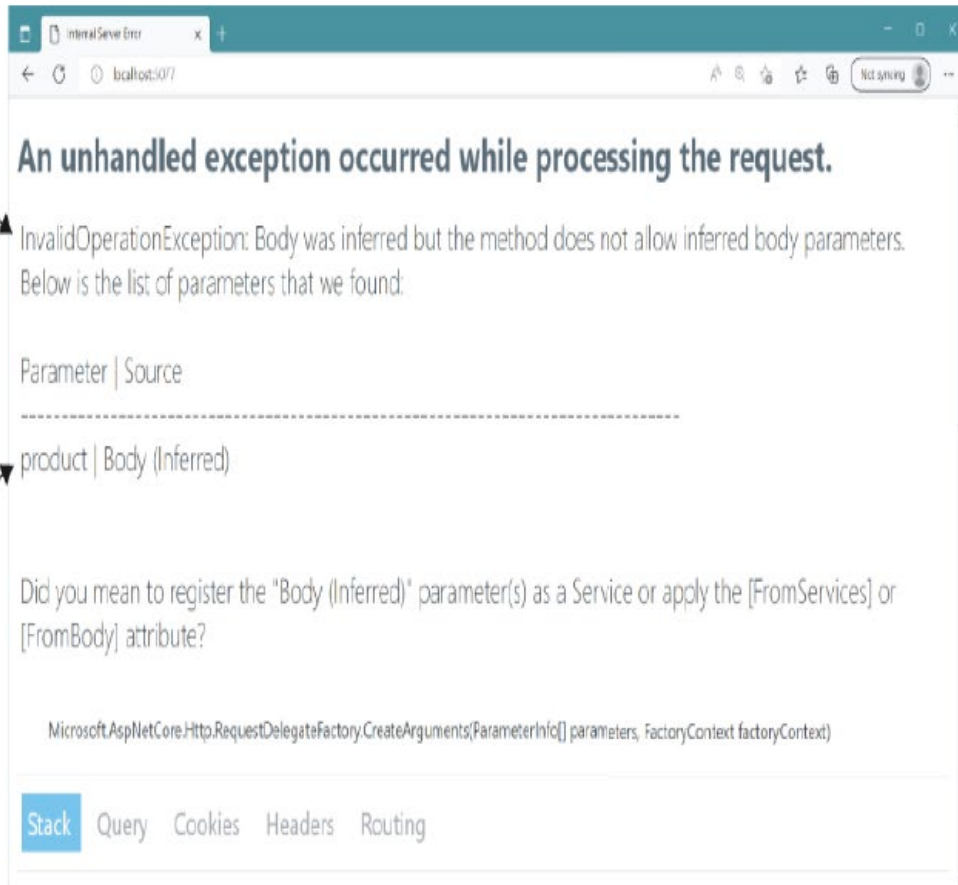 Internal Server Error
localhost:5077
Not syncing
An unhandled exception occurred while processing the request.
InvalidOperationException: Body was inferred but the method does not allow inferred body parameters.
Below is the list of parameters that we found:
Parameter | Source
---------------------------------------------------------------------------------
product | Body (Inferred)
Did you mean to register the "Body (Inferred)" parameter(s) as a Service or apply the [FromServices] or
[FromBody] attribute?
Microsoft.AspNetCore.Http.RequestDelegateFactory.CreateArguments(ParameterInfo[] parameters, FactoryContext factoryContext)
Stack Query Cookies Headers Routing